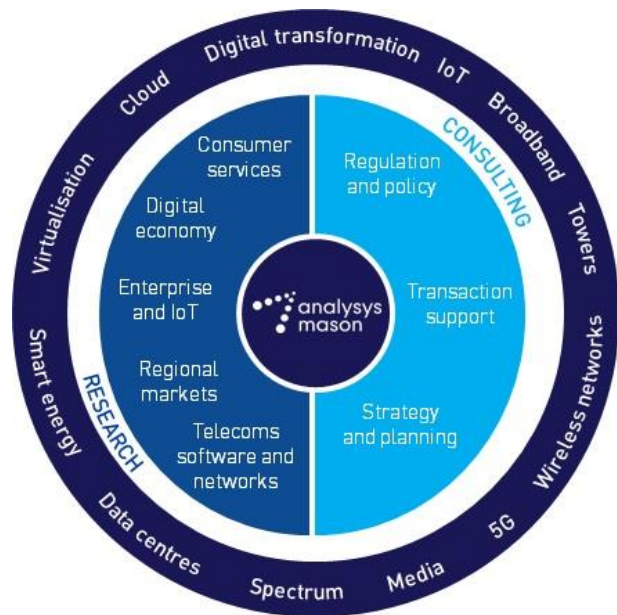 Digital transformation
IoT
Broadband
Towers
Wireless networks
5G
Media
Spectrum
Data centres
Smart energy
Virtualisation
Cloud
CONSULTING
RESEARCH
Consumer
services
Digital
economy
Enterprise
and IoT
Regional
markets
Telecoms
software and
networks
analysys
mason
Regulation
and policy
Transaction
support
Strategy
and planning